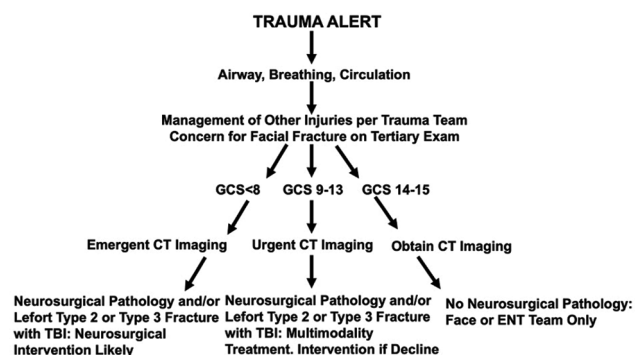 TRAUMA ALERT
Airway, Breathing, Circulation
Management of Other Injuries per Trauma Team
Concern for Facial Fracture on Tertiary Exam
GCS<8
GCS 9-13
GCS 14-15
Emergent CT Imaging
Urgent CT Imaging
Obtain CT Imaging
Neurosurgical Pathology and/or
Lefort Type 2 or Type 3 Fracture
with TBI: Neurosurgical
Intervention Likely
Neurosurgical Pathology and/or
Lefort Type 2 or Type 3 Fracture
with TBI: Multimodality
Treatment. Intervention if Decline
No Neurosurgical Pathology:
Face or ENT Team Only